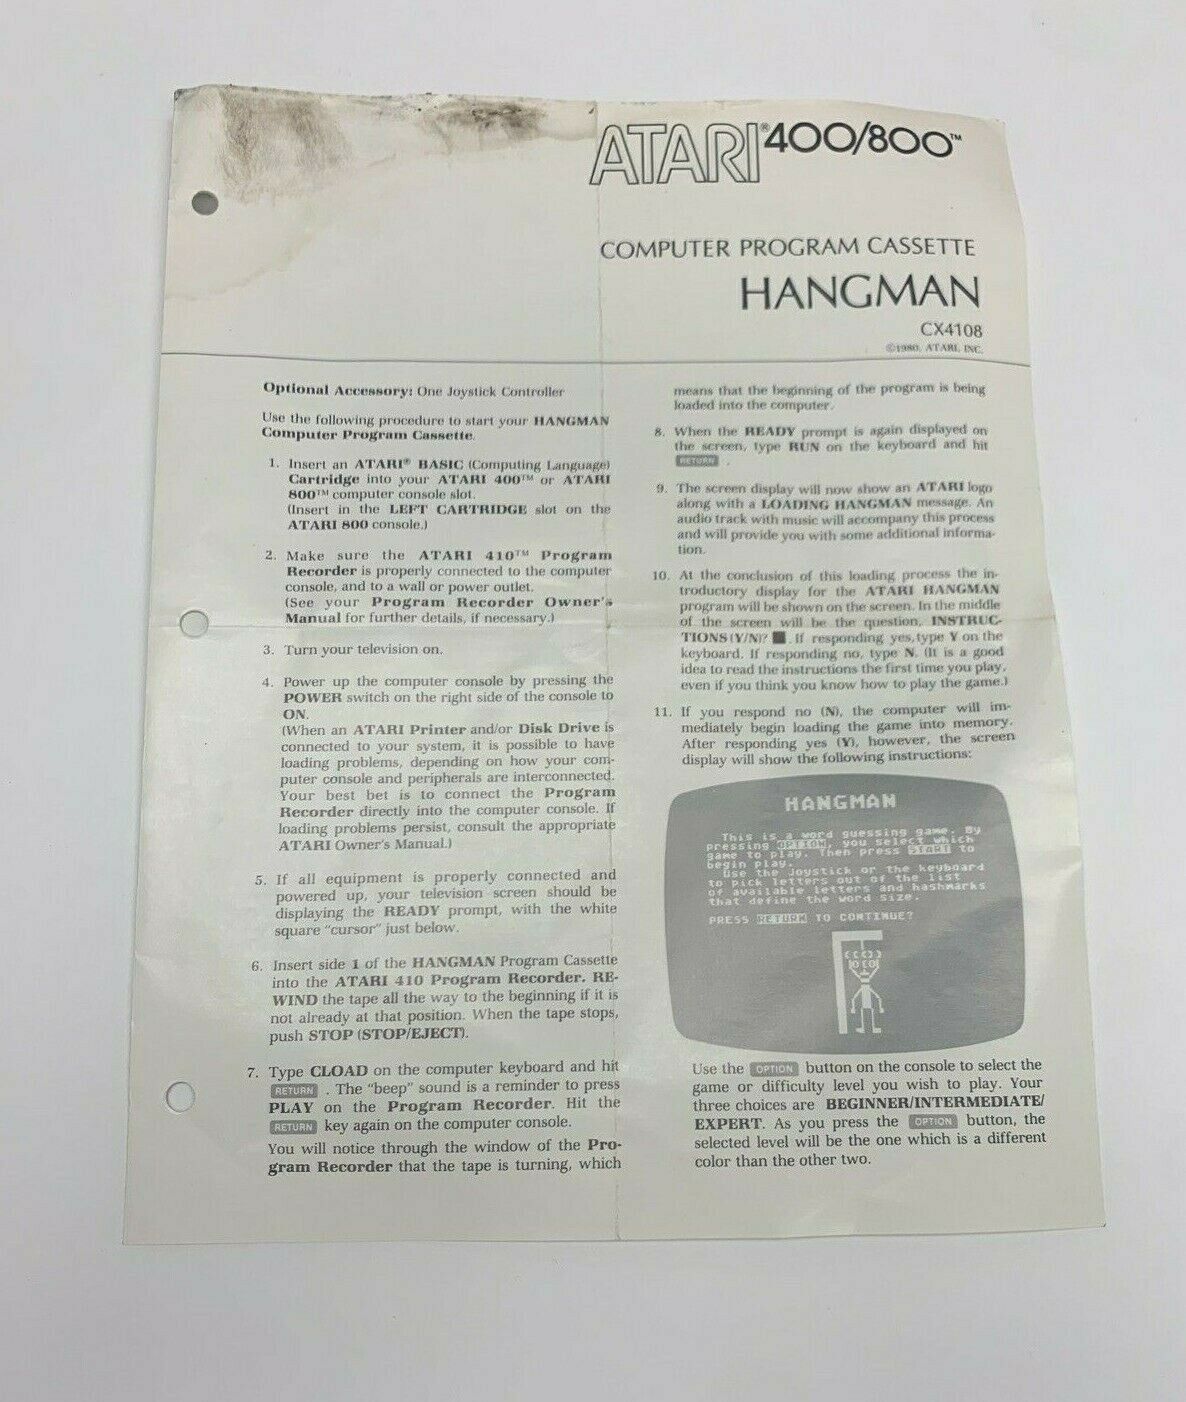 ATARI® 400/800™
COMPUTER PROGRAM CASSETTE
HANGMAN
CX4108
©1980, ATARI, INC.
Optional Accessory: One Joystick Controller
Use the following procedure to start your HANGMAN
Computer Program Cassette.
1. Insert an ATARI® BASIC (Computing Language)
Cartridge into your ATARI 400™ or ATARI
800™ computer console slot.
(Insert in the LEFT CARTRIDGE slot on the
ATARI 800 console.)
2. Make sure the ATARI 410™ Program
Recorder is properly connected to the computer
console, and to a wall or power outlet.
(See your Program Recorder Owner's
Manual for further details, if necessary.)
3. Turn your television on.
4. Power up the computer console by pressing the
POWER switch on the right side of the console to
ON.
(When an ATARI Printer and/or Disk Drive is
connected to your system, it is possible to have
loading problems, depending on how your com-
puter console and peripherals are interconnected.
Your best bet is to connect the Program
Recorder directly into the computer console. If
loading problems persist, consult the appropriate
ATARI Owner's Manual.)
5. If all equipment is properly connected and
powered up, your television screen should be
displaying the READY prompt, with the white
square "cursor" just below.
6. Insert side 1 of the HANGMAN Program Cassette
into the ATARI 410 Program Recorder. RE-
WIND the tape all the way to the beginning if it is
not already at that position. When the tape stops,
push STOP (STOP/EJECT).
7. Type CLOAD on the computer keyboard and hit
RETURN . The "beep" sound is a reminder to press
PLAY on the Program Recorder. Hit the
RETURN key again on the computer console.
You will notice through the window of the Pro-
gram Recorder that the tape is turning, which
means that the beginning of the program is being
loaded into the computer.
8. When the READY prompt is again displayed on
the screen, type RUN on the keyboard and hit
RETURN .
9. The screen display will now show an ATARI logo
along with a LOADING HANGMAN message. An
audio track with music will accompany this process
and will provide you with some additional informa-
tion.
10. At the conclusion of this loading process the in-
troductory display for the ATARI HANGMAN
program will be shown on the screen. In the middle
of the screen will be the question, INSTRUC-
TIONS (Y/N)? ■. If responding yes, type Y on the
keyboard. If responding no, type N. (It is a good
idea to read the instructions the first time you play,
even if you think you know how to play the game.)
11. If you respond no (N), the computer will im-
mediately begin loading the game into memory.
After responding yes (Y), however, the screen
display will show the following instructions:
HANGMAN
This is a word guessing game. By
pressing OPTION, you select which
game to play. Then press START to
begin play.
Use the Joystick or the keyboard
to pick letters out of the list
of available letters and hashmarks
that define the word size.
PRESS RETURN TO CONTINUE?
Use the OPTION button on the console to select the
game or difficulty level you wish to play. Your
three choices are BEGINNER/INTERMEDIATE/
EXPERT. As you press the OPTION button, the
selected level will be the one which is a different
color than the other two.